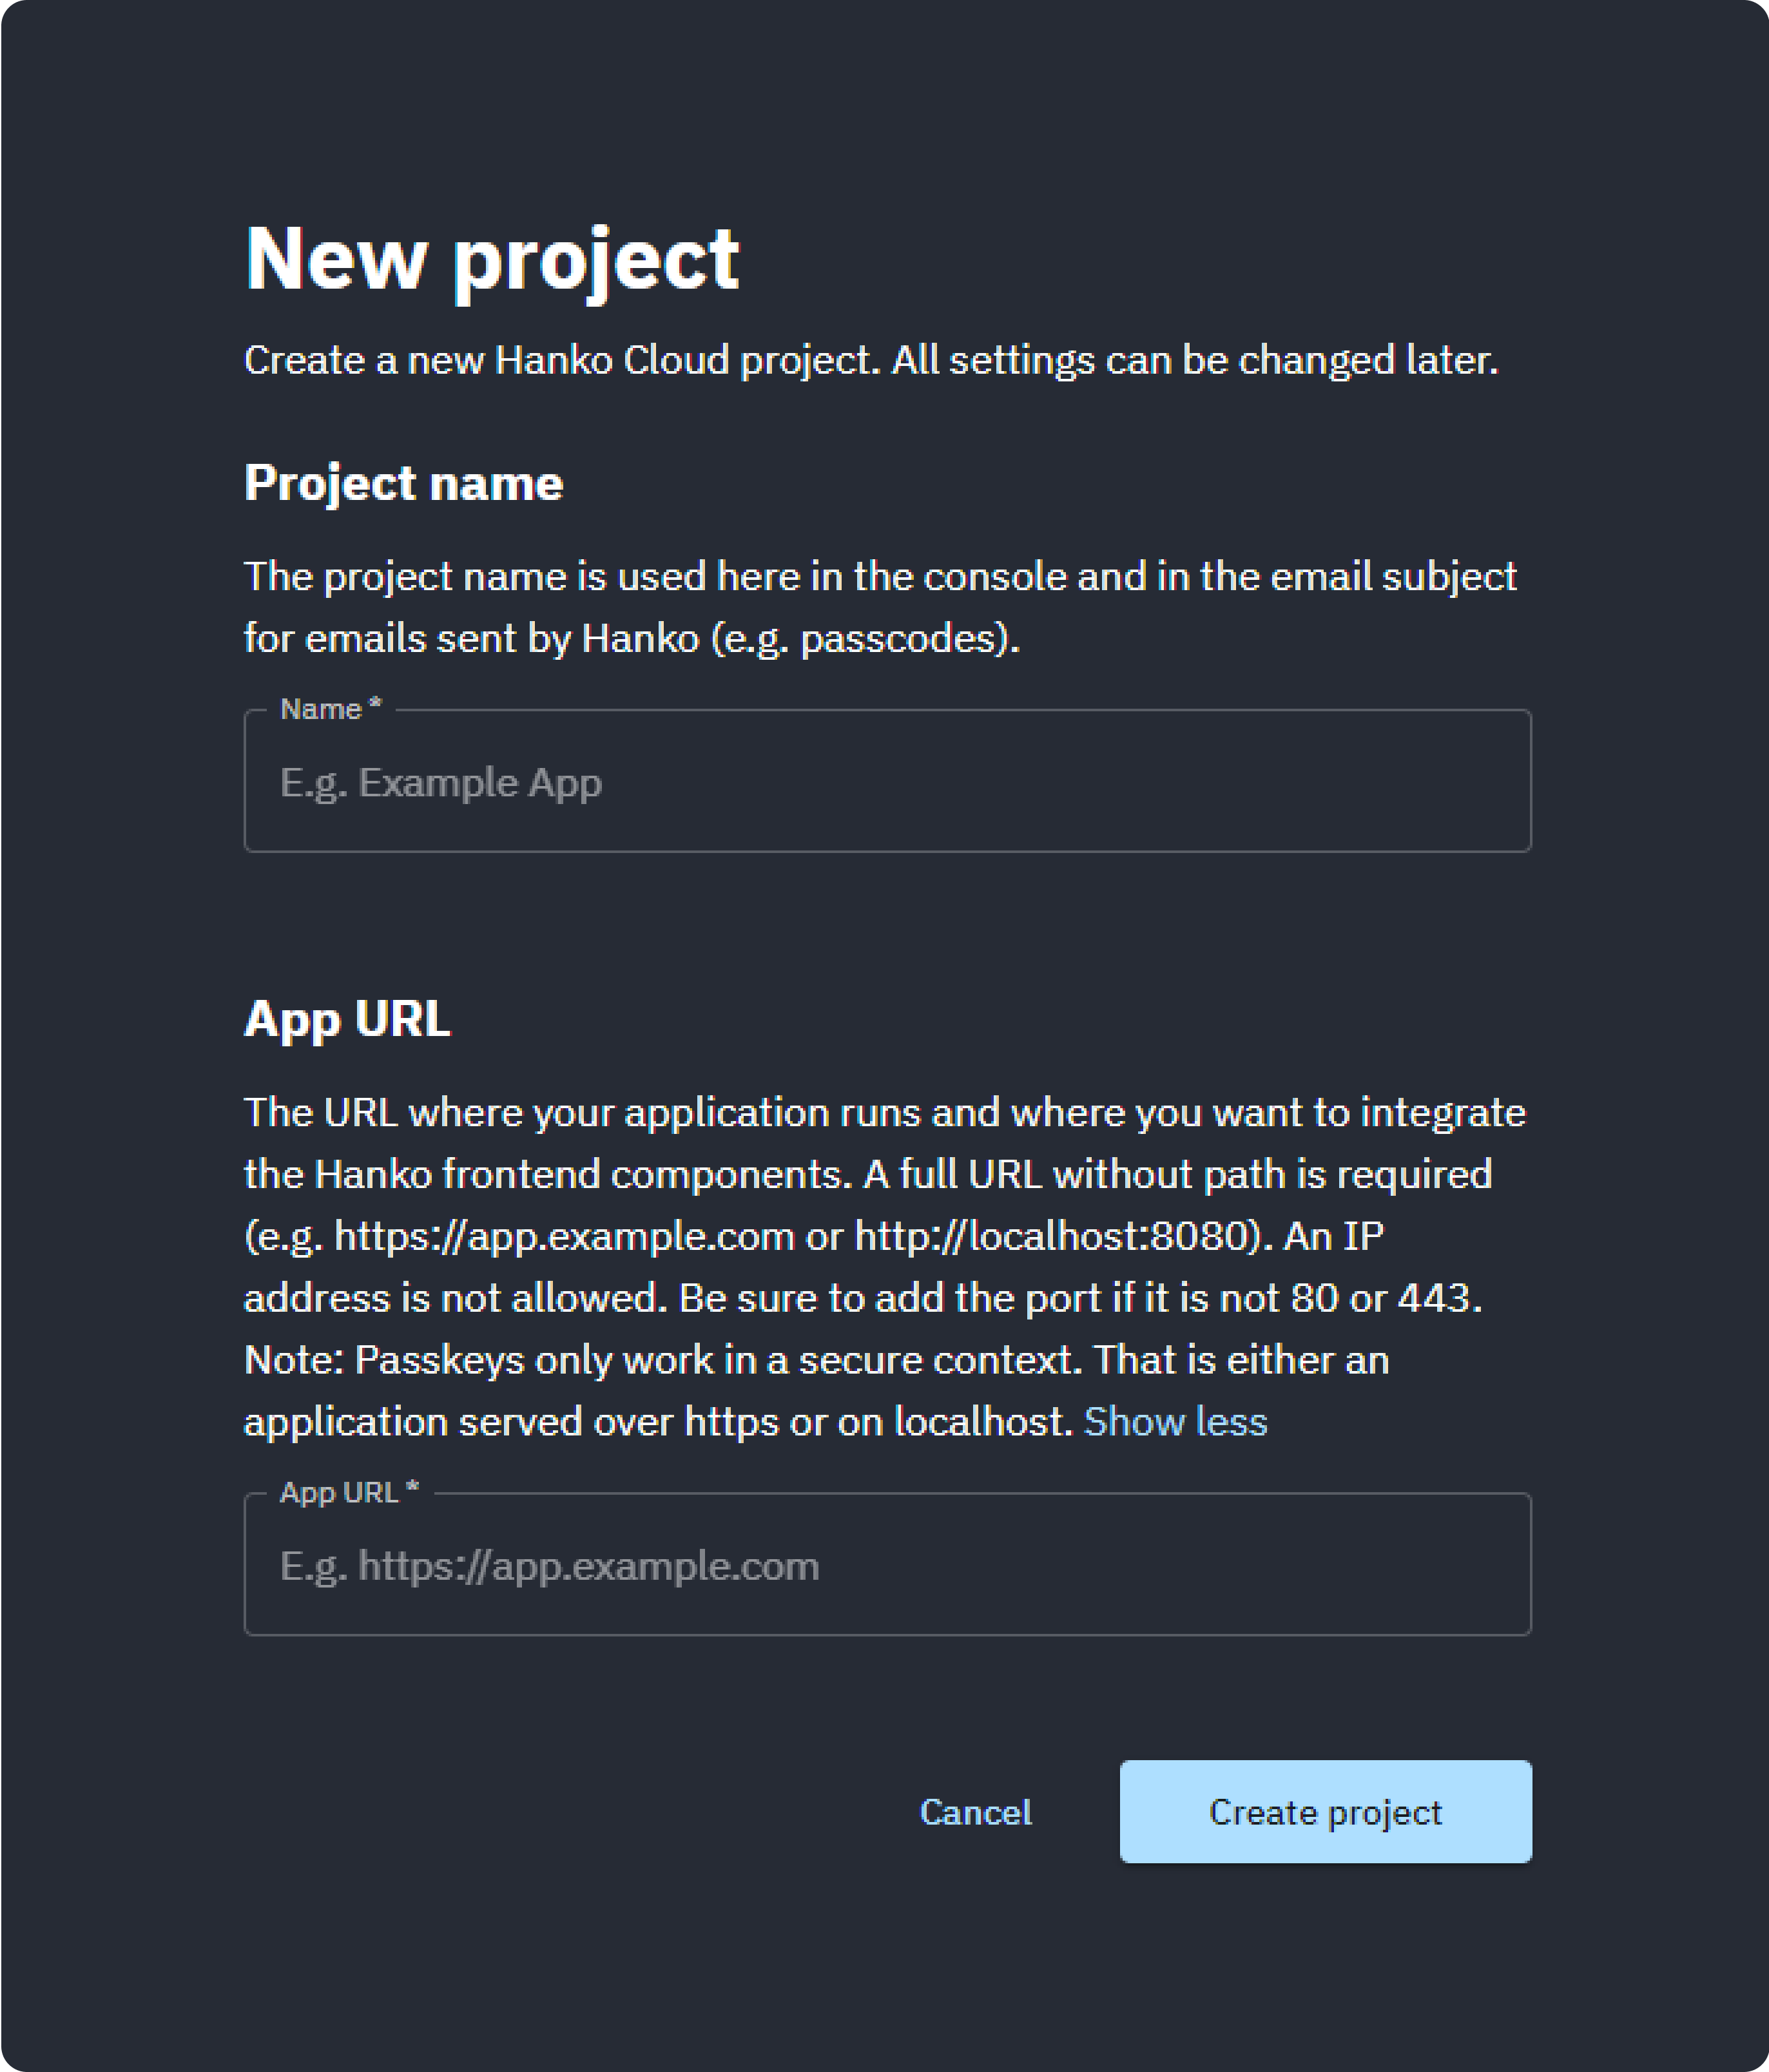 New project
Create a new Hanko Cloud project. All settings can be changed later.
Project name
The project name is used here in the console and in the email subject
for emails sent by Hanko (e.g. passcodes).
Name *
E.g. Example App
App URL
The URL where your application runs and where you want to integrate
the Hanko frontend components. A full URL without path is required
(e.g. https://app.example.com or http://localhost:8080). An IP
address is not allowed. Be sure to add the port if it is not 80 or 443.
Note: Passkeys only work in a secure context. That is either an
application served over https or on localhost. Show less
App URL *
E.g. https://app.example.com
Cancel
Create project